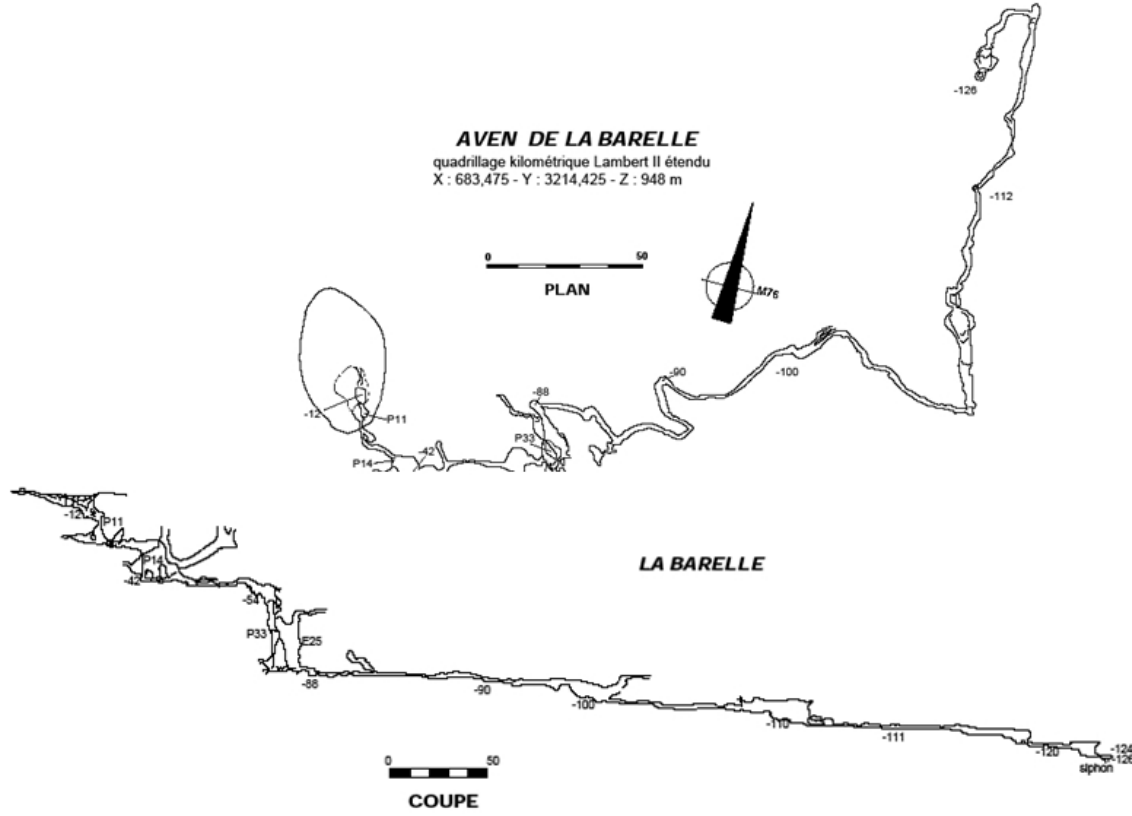 AVEN DE LA BARELLE
quadrillage kilométrique Lambert II étendu
X : 683,475 - Y : 3214,425 - Z : 948 m
-126
-112
0 50
PLAN
M76
-12
P11
P14
-42
-88
P33
-90
-100
-12
P11
P14
-42
-54
P33
E25
-88
-90
-100
-110
-111
-120
-124
-126
siphon
LA BARELLE
0 50
COUPE